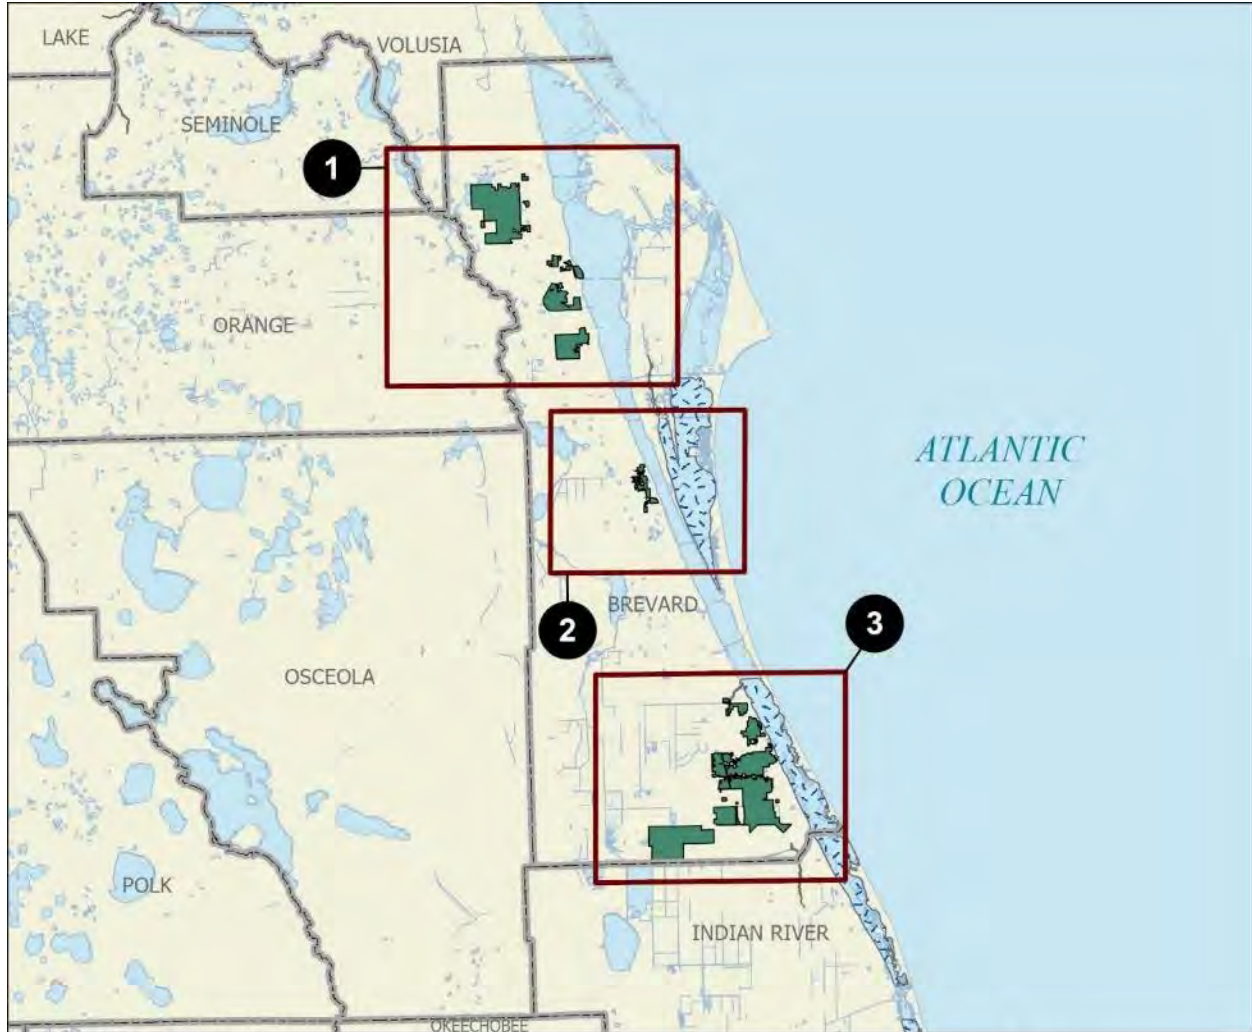 LAKE
VOLUSIA
SEMINOLE
1
ORANGE
ATLANTIC
OCEAN
BREVARD
2
3
OSCEOLA
POLK
INDIAN RIVER
OKEECHOBEE